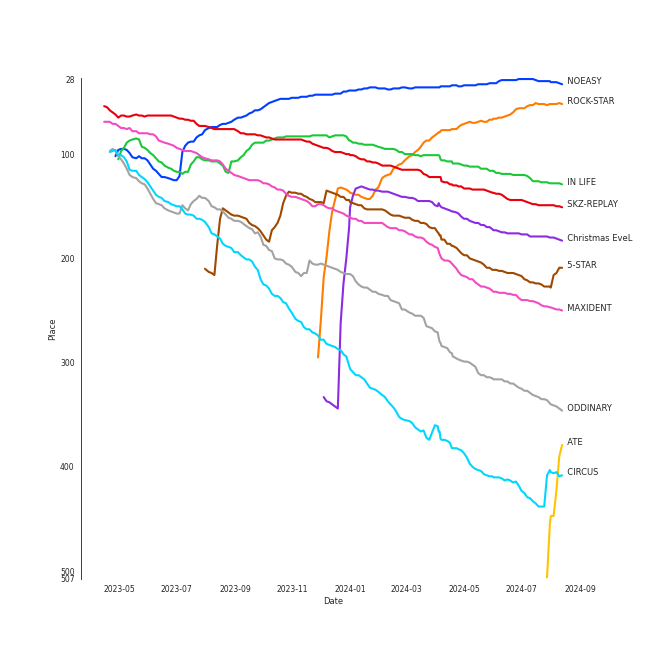 28
NOEASY
ROCK-STAR
100
IN LIFE
SKZ-REPLAY
Christmas EveL
200
5-STAR
MAXIDENT
Place
300
ODDINARY
ATE
400
CIRCUS
500
507
2023-05 2023-07 2023-09 2023-11 2024-01 2024-03 2024-05 2024-07 2024-09
Date